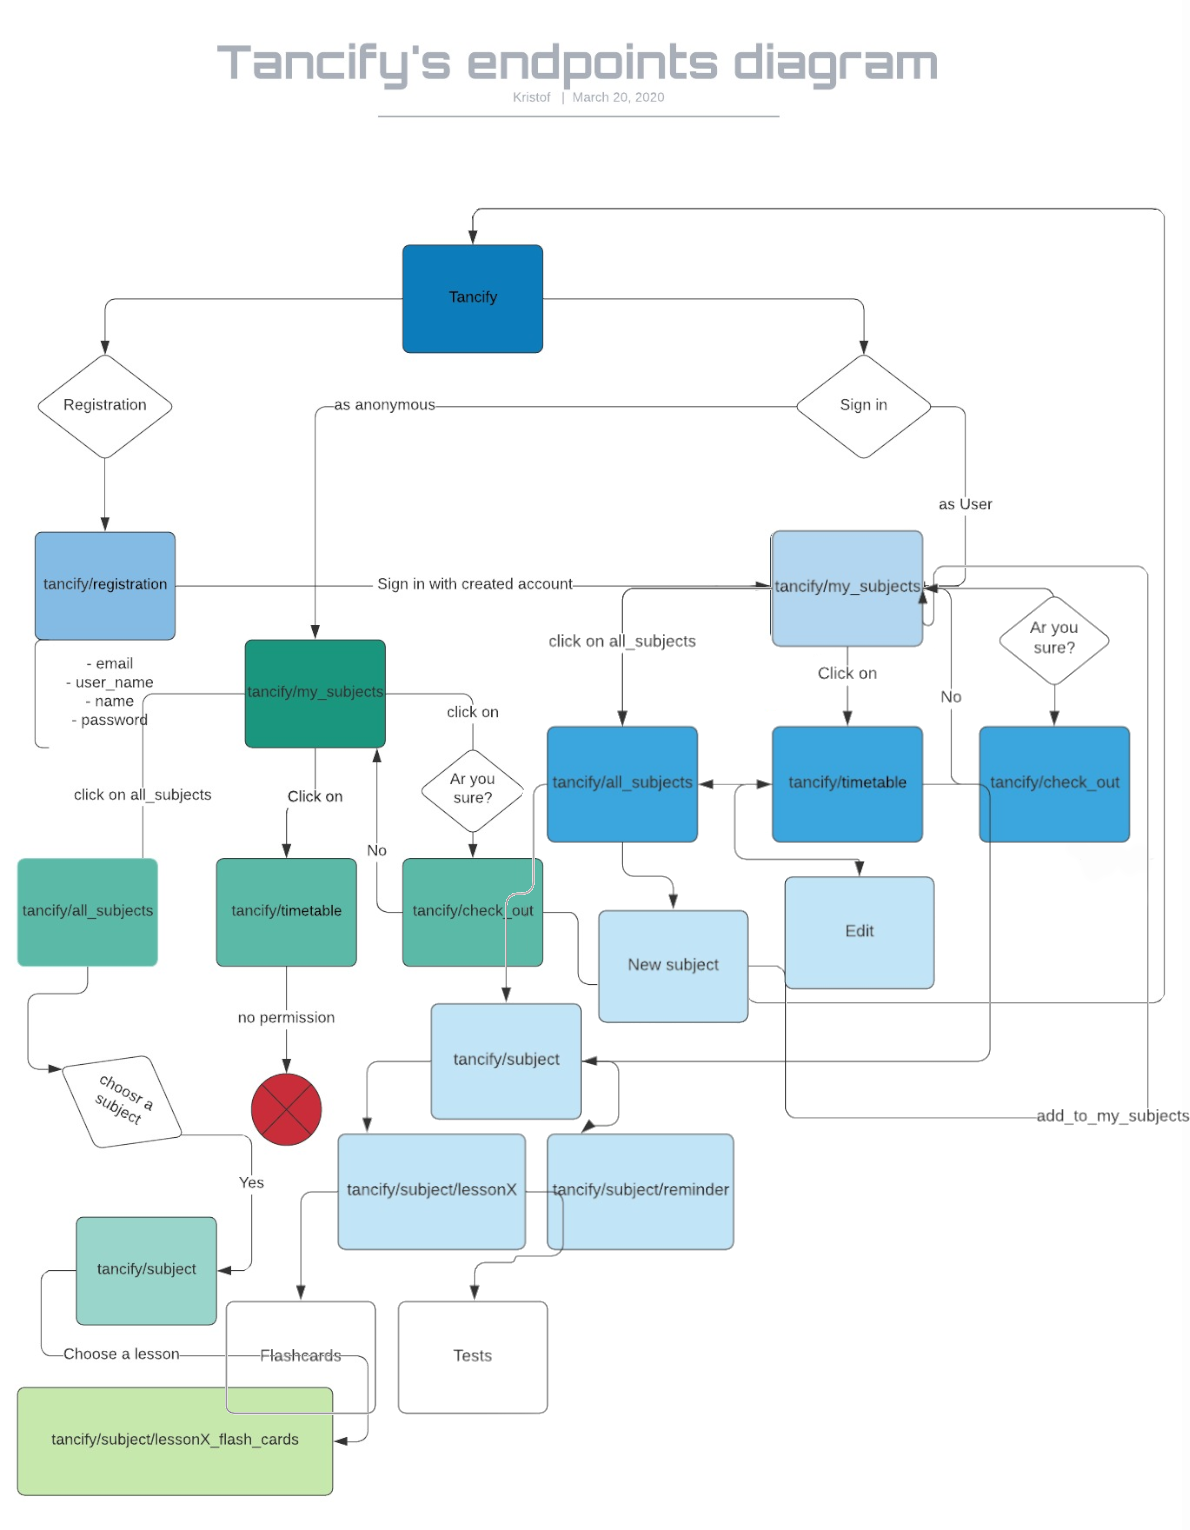 Tancify's endpoints diagram
Kristof | March 20, 2020
Tancify
Registration
as anonymous
Sign in
as User
tancify/registration
Sign in with created account
tancify/my_subjects
- email
- user_name
- name
- password
click on all_subjects
Ar you
sure?
tancify/my_subjects
click on
Click on
No
click on all_subjects
Click on
Ar you
sure?
tancify/all_subjects
tancify/timetable
tancify/check_out
No
tancify/all_subjects
tancify/timetable
tancify/check_out
Edit
New subject
no permission
tancify/subject
choosr a
subject
add_to_my_subjects
Yes
tancify/subject/lessonX
tancify/subject/reminder
tancify/subject
Choose a lesson
Flashcards
Tests
tancify/subject/lessonX_flash_cards